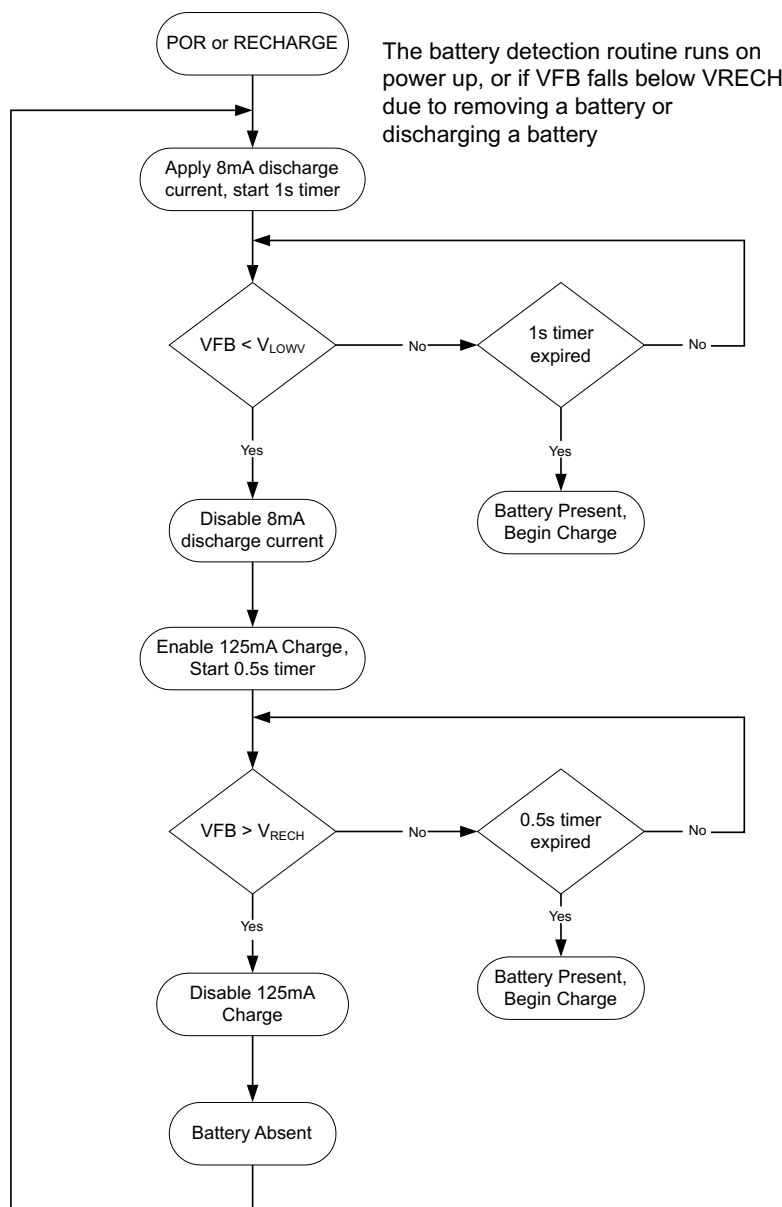 POR or RECHARGE
The battery detection routine runs on
power up, or if VFB falls below VRECH
due to removing a battery or
discharging a battery
Apply 8mA discharge
current, start 1s timer
VFB < VLOWV
No
1s timer
expired
No
Yes
Yes
Disable 8mA
discharge current
Battery Present,
Begin Charge
Enable 125mA Charge,
Start 0.5s timer
VFB > VRECH
No
0.5s timer
expired
No
Yes
Yes
Disable 125mA
Charge
Battery Present,
Begin Charge
Battery Absent